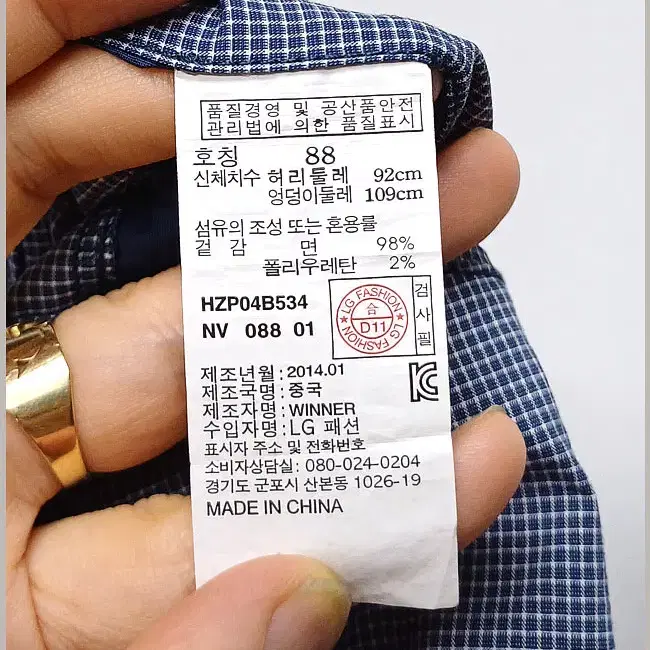 품질경영 및 공산품안전
관리법에 의한 품질표시
호칭 88
신체치수 허리둘레 92cm
엉덩이둘레 109cm
섬유의 조성 또는 혼용률
겉감 면 98%
폴리우레탄 2%
HZP04B534
NV 088 01
LG FASHION
合
D11
LG FASHION
검사필
제조년월 : 2014.01
제조국명 : 중국
제조자명 : WINNER
수입자명 : LG 패션
표시자 주소 및 전화번호
소비자상담실 : 080-024-0204
경기도 군포시 산본동 1026-19
MADE IN CHINA